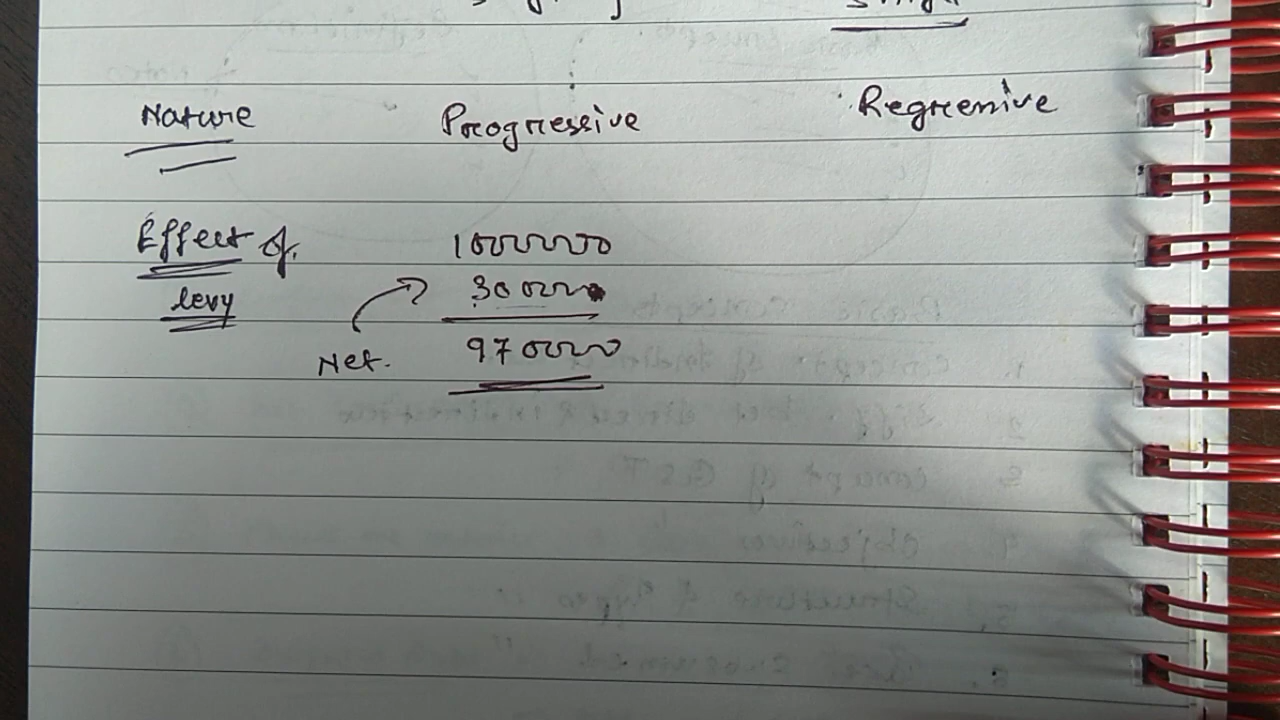 Nature Progressive Regressive
Effect of 1000000
levy 30000
Net. 970000